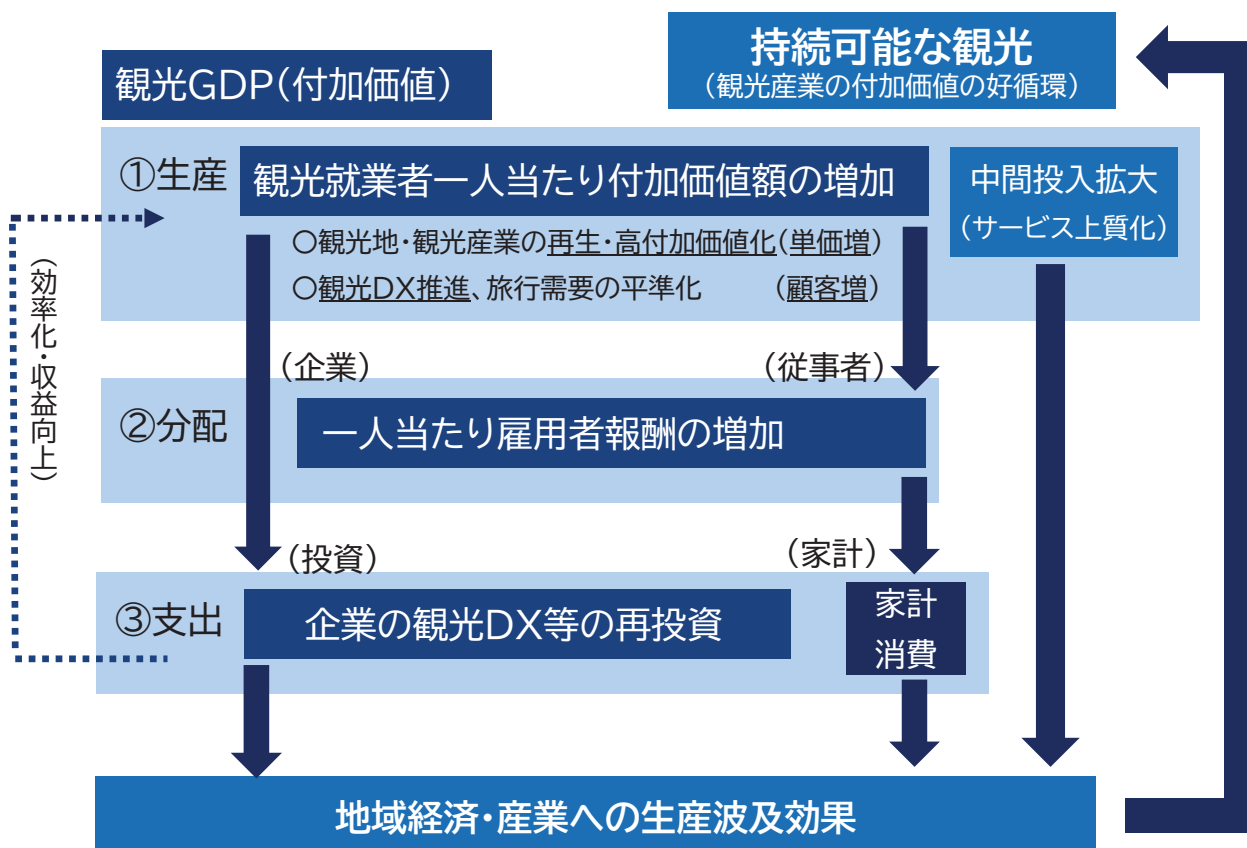 持続可能な観光
（観光産業の付加価値の好循環）
観光GDP（付加価値）
①生産
観光就業者一人当たり付加価値額の増加
中間投入拡大
（サービス上質化）
〇観光地・観光産業の再生・高付加価値化（単価増）
〇観光DX推進、旅行需要の平準化　（顧客増）
（効率化・収益向上）
（企業）
（従事者）
②分配
一人当たり雇用者報酬の増加
（投資）
（家計）
③支出
企業の観光DX等の再投資
家計
消費
地域経済・産業への生産波及効果